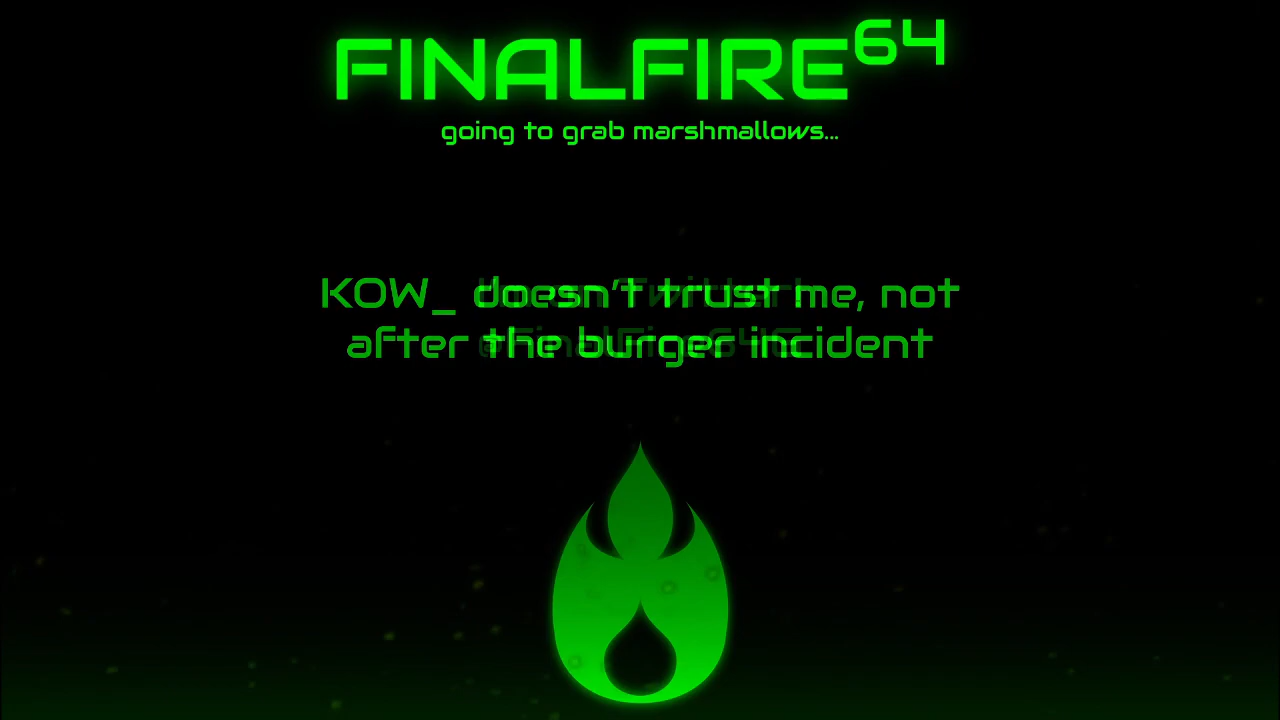 FINALFIRE64
going to grab marshmallows...
KOW_ doesn't trust me, not
after the burger incident